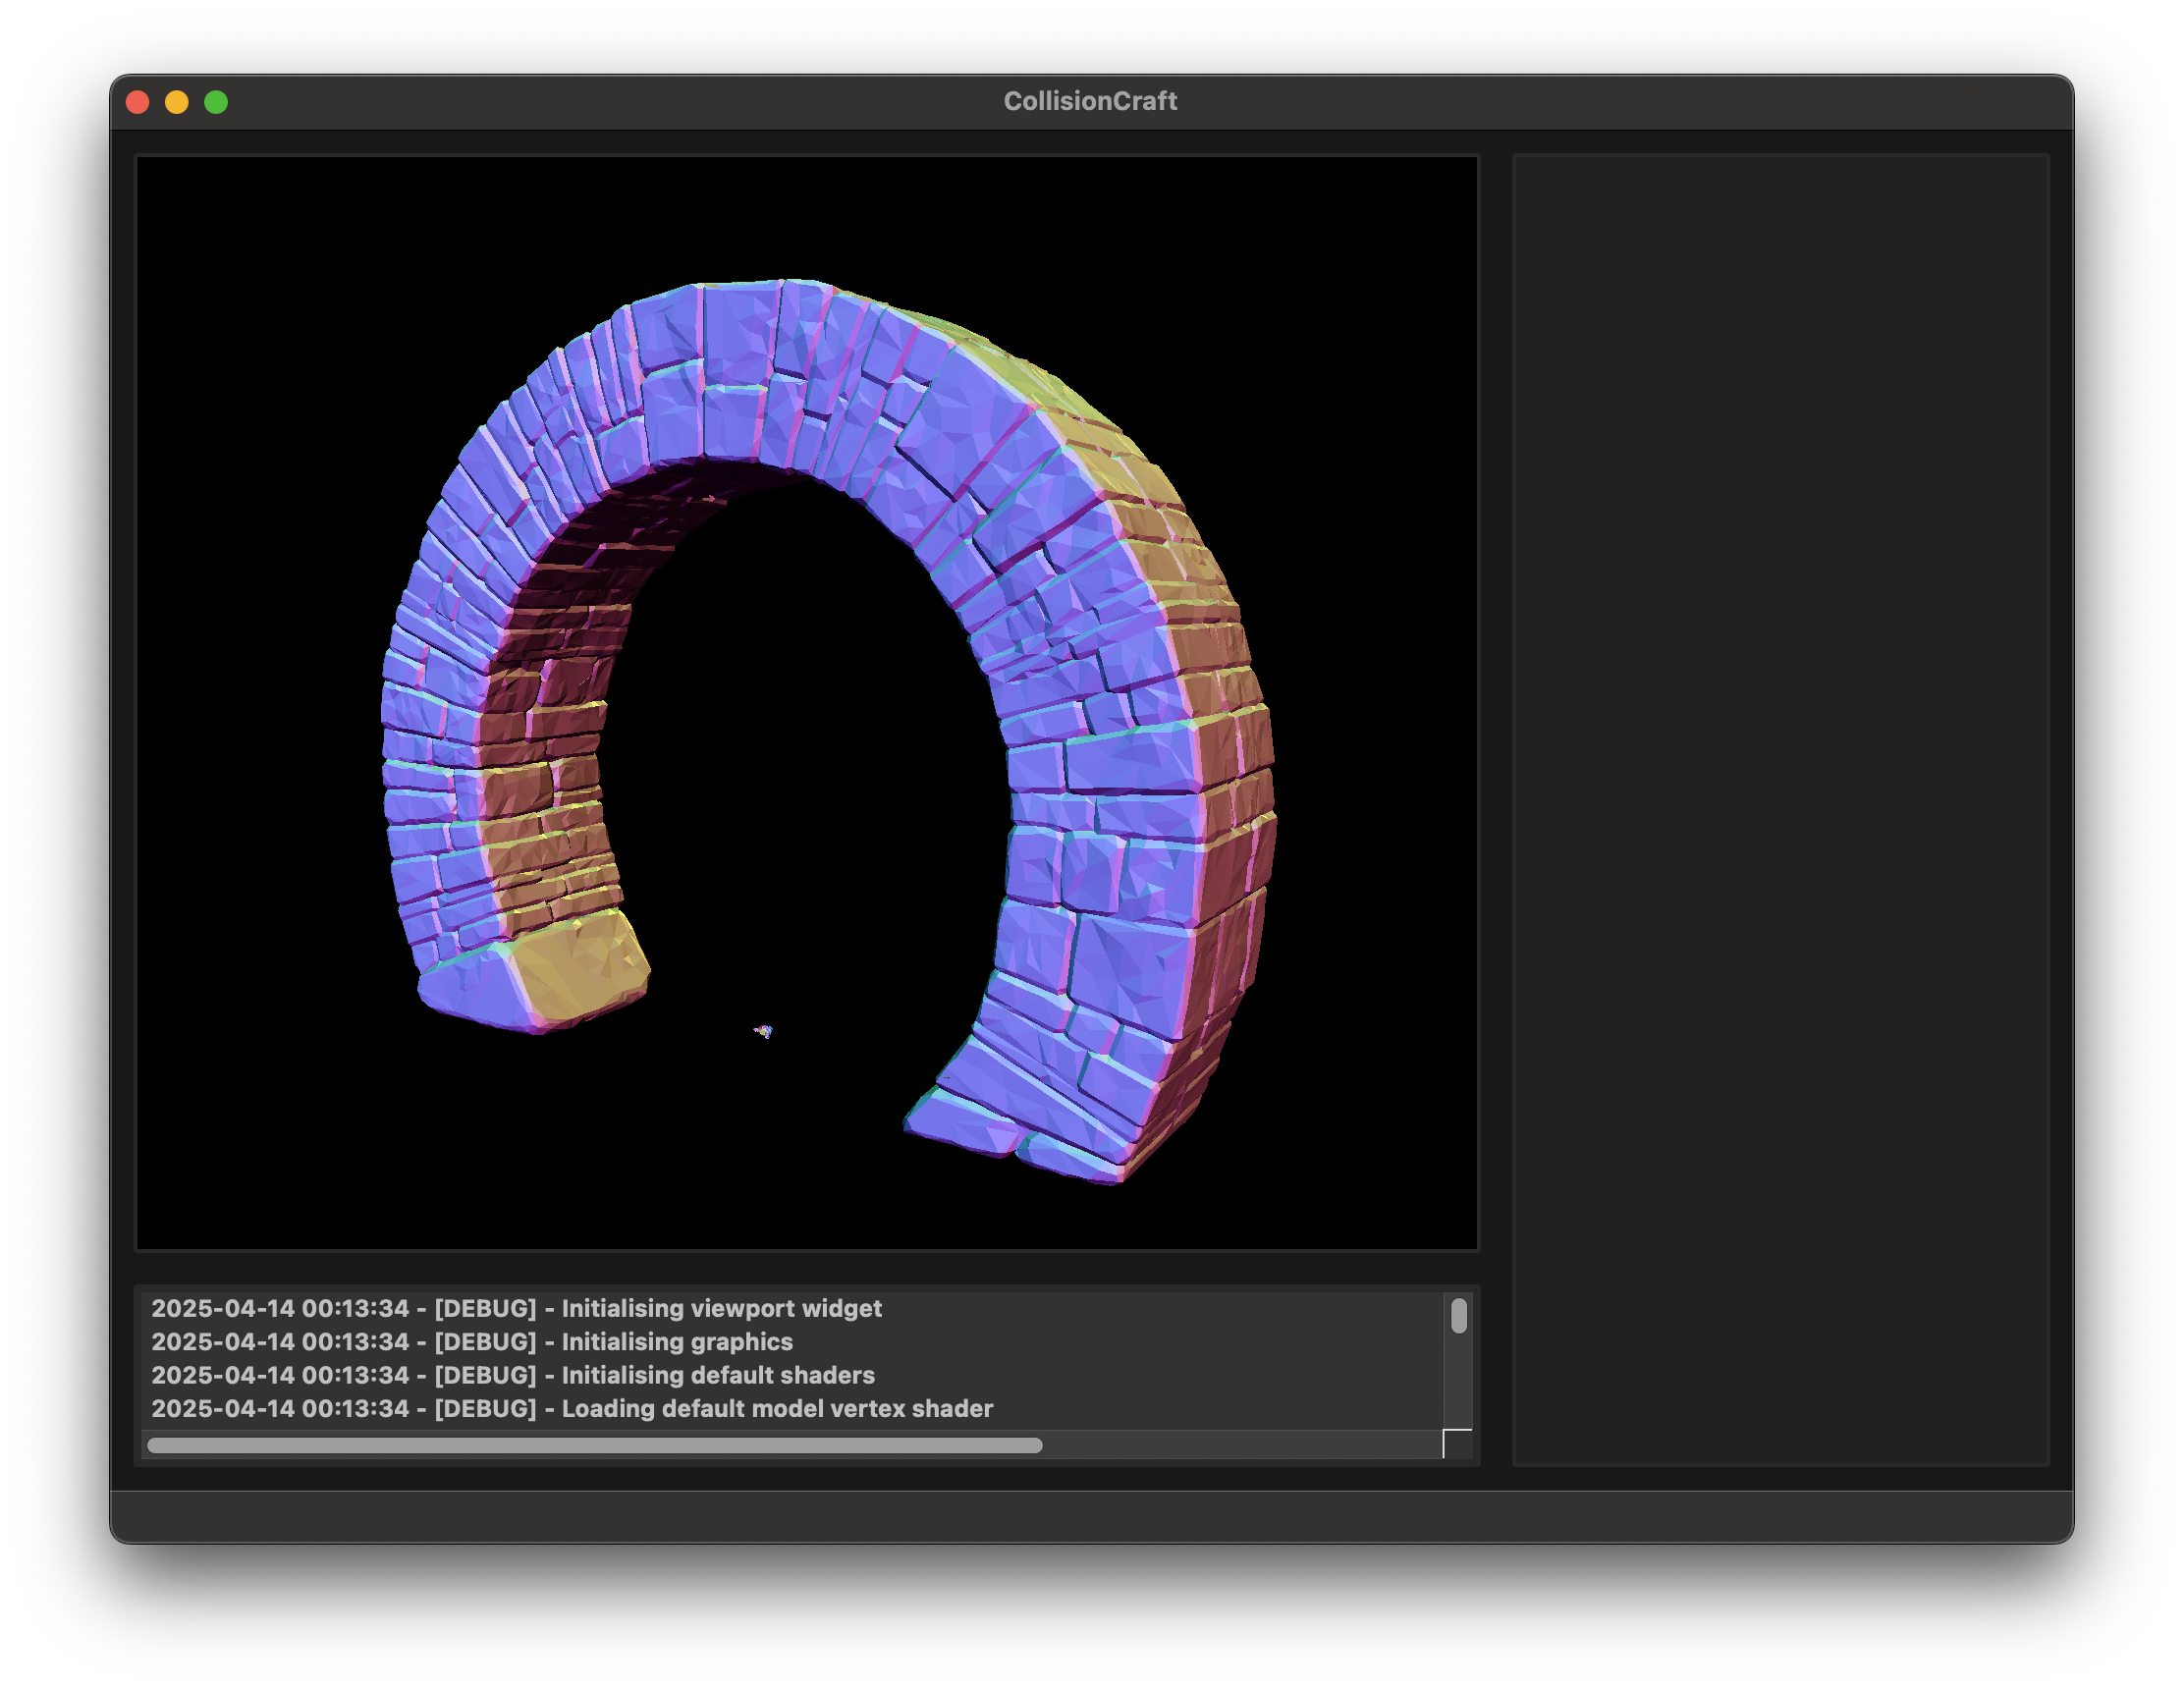 CollisionCraft
2025-04-14 00:13:34 - [DEBUG] - Initialising viewport widget
2025-04-14 00:13:34 - [DEBUG] - Initialising graphics
2025-04-14 00:13:34 - [DEBUG] - Initialising default shaders
2025-04-14 00:13:34 - [DEBUG] - Loading default model vertex shader